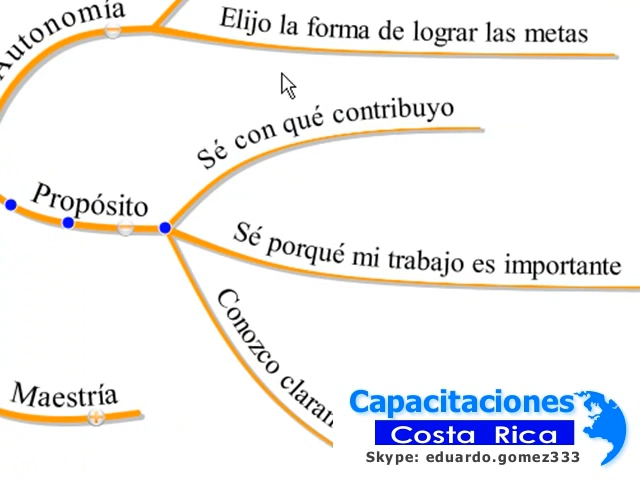 Autonomía
Elijo la forma de lograr las metas
Sé con qué contribuyo
Propósito
Sé porqué mi trabajo es importante
Conozco
Maestría
Capacitaciones
Costa Rica
Skype: eduardo.gomez333